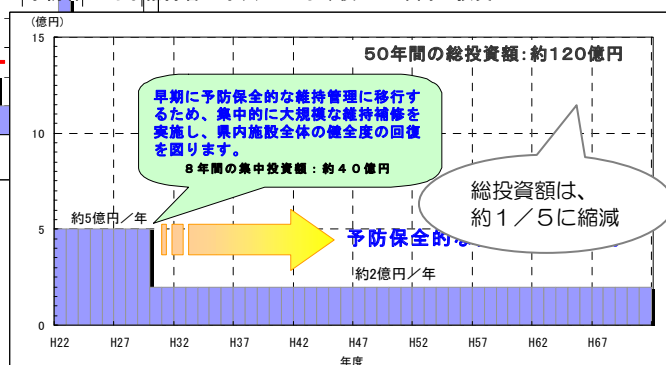 (億円)
50年間の総投資額:約120億円
早期に予防保全的な維持管理に移行す
るため、集中的に大規模な維持補修を
実施し、県内施設全体の健全度の回復
を図ります。
8年間の集中投資額:約40億円
総投資額は、
約1/5に縮減
約5億円/年
予防保全的な
約2億円/年
15
10
5
0
H22
H27
H32
H37
H42
H47
H52
H57
H62
H67
年度